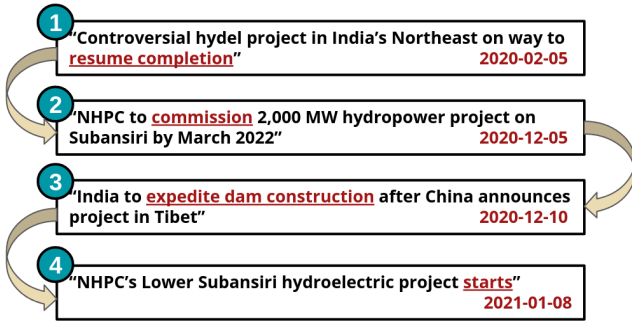 1
“Controversial hydel project in India’s Northeast on way to
resume completion” 2020-02-05
2
“NHPC to commission 2,000 MW hydropower project on
Subansiri by March 2022” 2020-12-05
3
“India to expedite dam construction after China announces
project in Tibet” 2020-12-10
4
“NHPC’s Lower Subansiri hydroelectric project starts”
2021-01-08